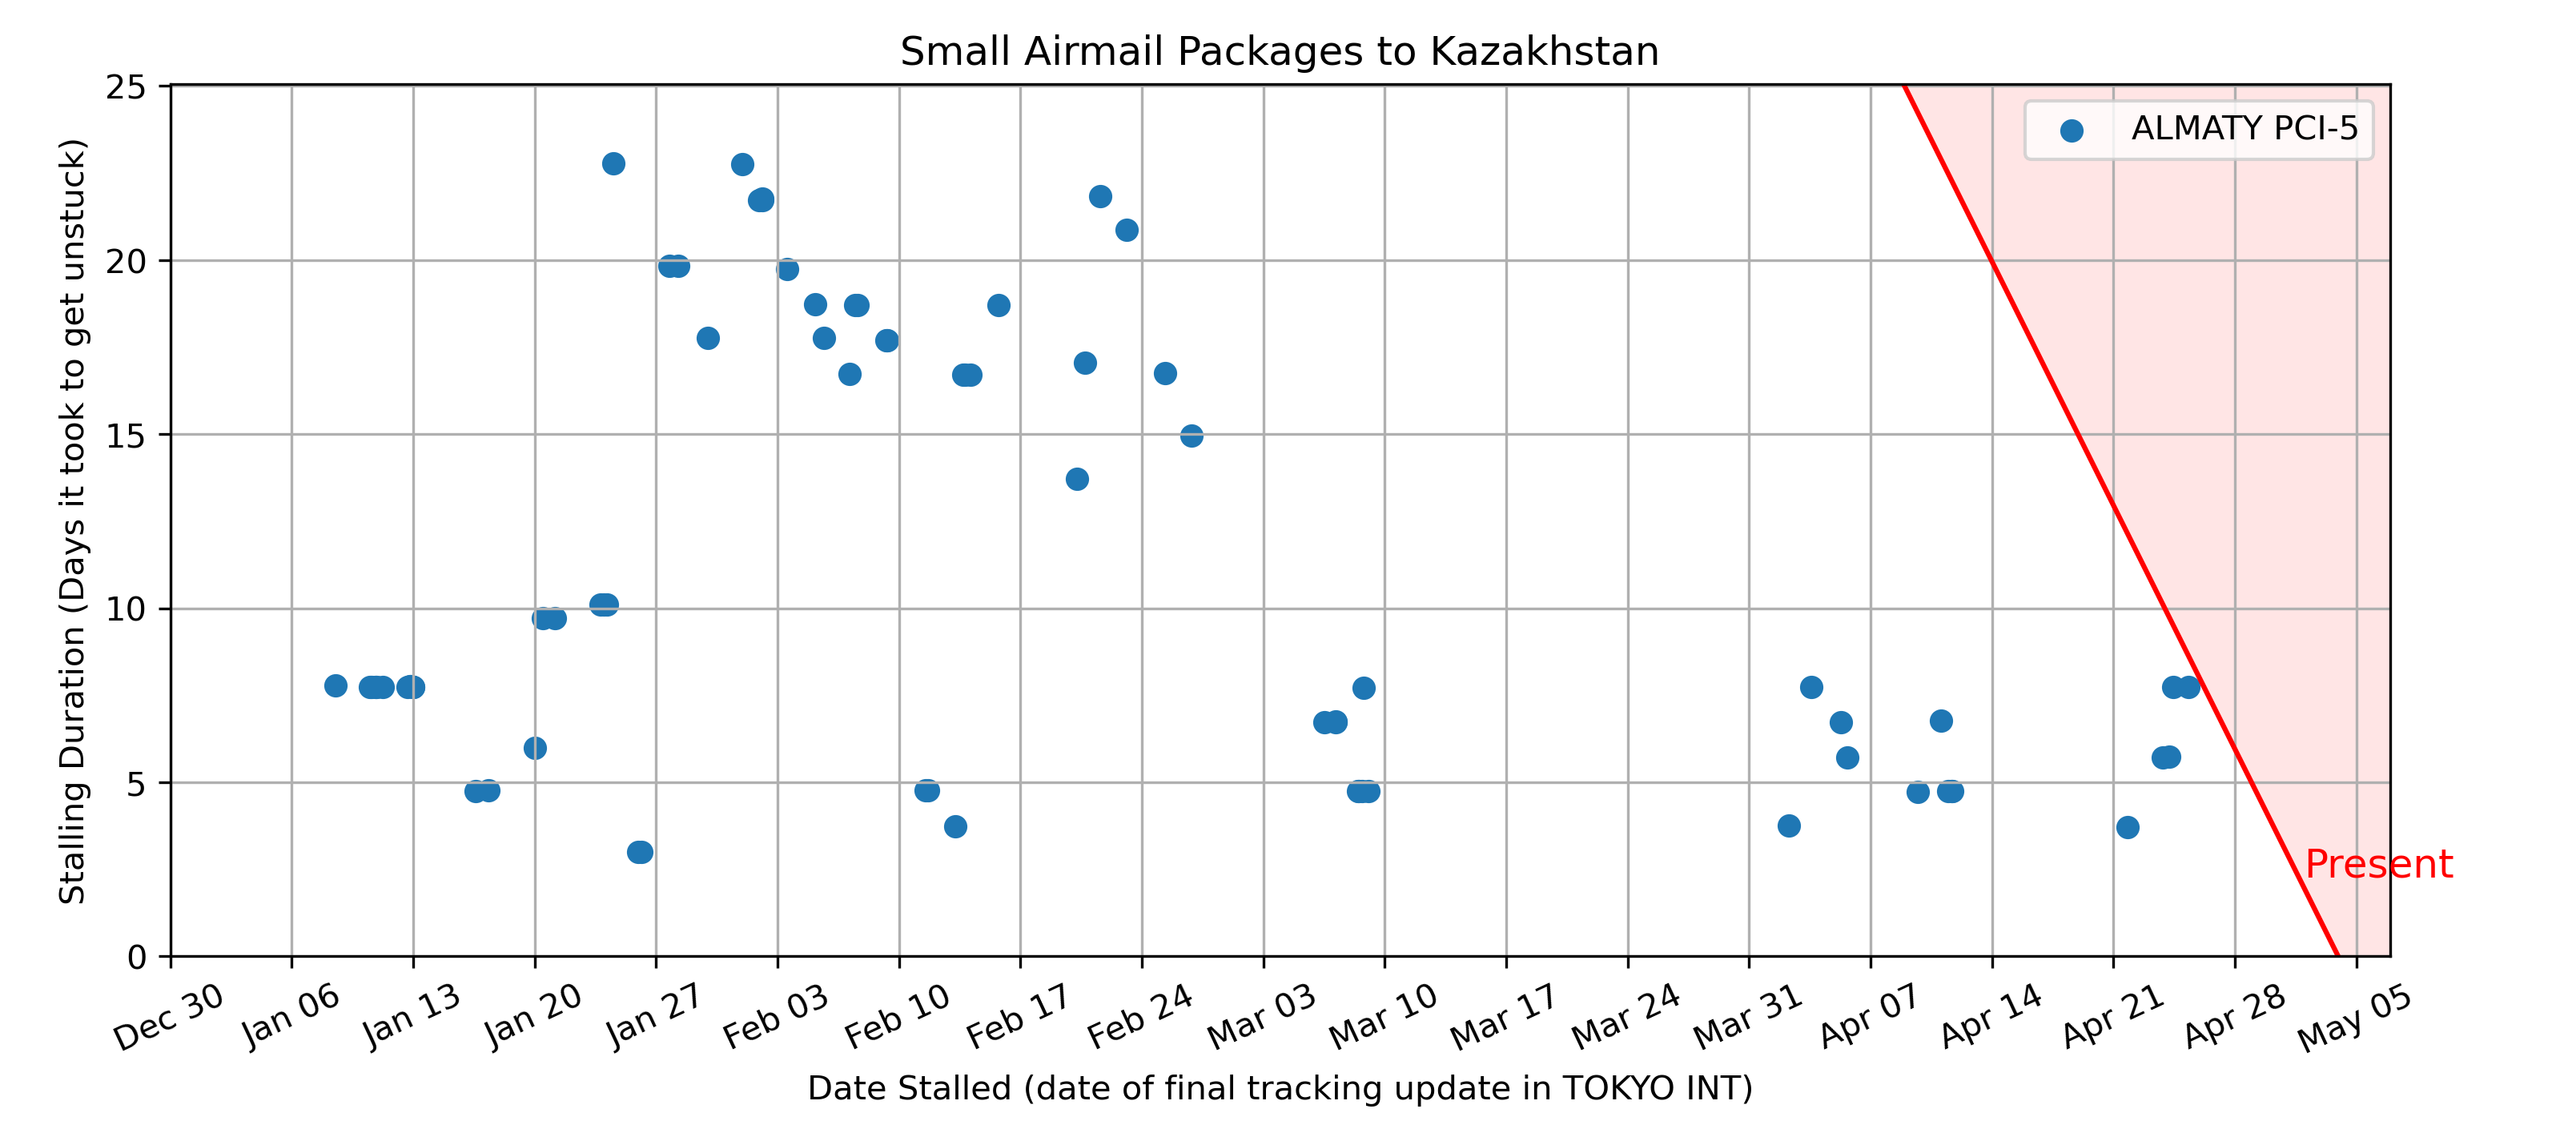 Small Airmail Packages to Kazakhstan
Stalling Duration (Days it took to get unstuck)
25
20
15
10
5
0
ALMATY PCI-5
Present
Dec 30
Jan 06
Jan 13
Jan 20
Jan 27
Feb 03
Feb 10
Feb 17
Feb 24
Mar 03
Mar 10
Mar 17
Mar 24
Mar 31
Apr 07
Apr 14
Apr 21
Apr 28
May 05
Date Stalled (date of final tracking update in TOKYO INT)